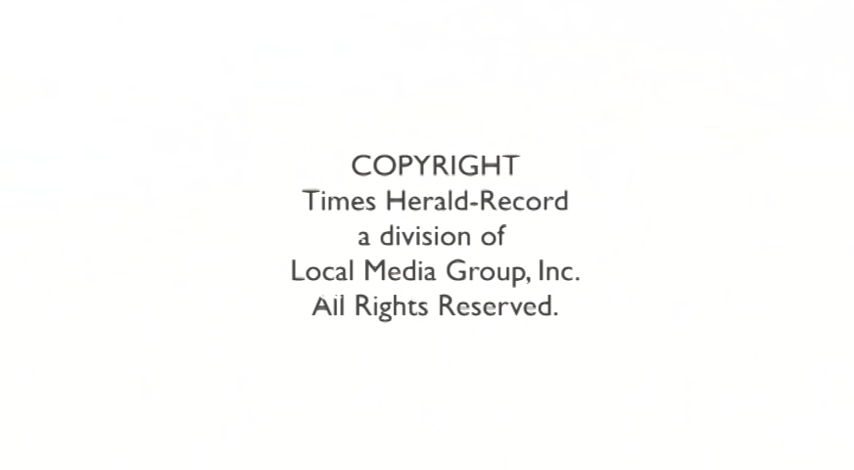 COPYRIGHT
Times Herald-Record
a division of
Local Media Group, Inc.
All Rights Reserved.